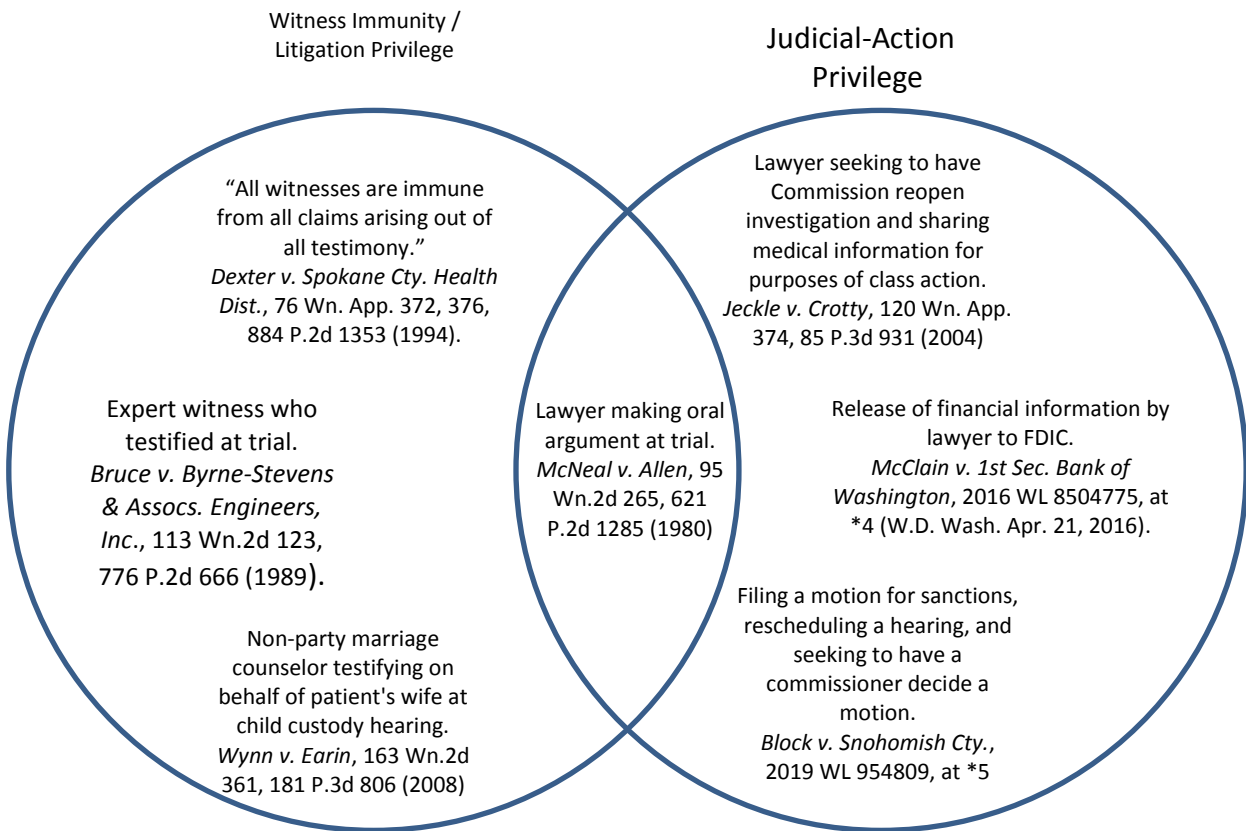 Witness Immunity /
Litigation Privilege
Judicial-Action
Privilege
“All witnesses are immune
from all claims arising out of
all testimony.”
Dexter v. Spokane Cty. Health
Dist., 76 Wn. App. 372, 376,
884 P.2d 1353 (1994).
Expert witness who
testified at trial.
Bruce v. Byrne-Stevens
& Assocs. Engineers,
Inc., 113 Wn.2d 123,
776 P.2d 666 (1989).
Non-party marriage
counselor testifying on
behalf of patient's wife at
child custody hearing.
Wynn v. Earin, 163 Wn.2d
361, 181 P.3d 806 (2008)
Lawyer making oral
argument at trial.
McNeal v. Allen, 95
Wn.2d 265, 621
P.2d 1285 (1980)
Lawyer seeking to have
Commission reopen
investigation and sharing
medical information for
purposes of class action.
Jeckle v. Crotty, 120 Wn. App.
374, 85 P.3d 931 (2004)
Release of financial information by
lawyer to FDIC.
McClain v. 1st Sec. Bank of
Washington, 2016 WL 8504775, at
*4 (W.D. Wash. Apr. 21, 2016).
Filing a motion for sanctions,
rescheduling a hearing, and
seeking to have a
commissioner decide a
motion.
Block v. Snohomish Cty.,
2019 WL 954809, at *5